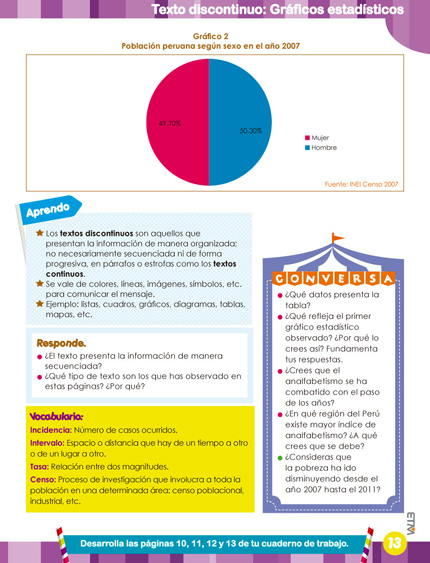 Texto discontinuo: Gráficos estadísticos
Gráfico 2
Población peruana según sexo en el año 2007
49.70%
50.30%
Mujer
Hombre
Fuente: INEI Censo 2007
Aprendo
Los textos discontinuos son aquellos que
presentan la información de manera organizada;
no necesariamente secuenciada ni de forma
progresiva, en párrafos o estrofas como los textos
continuos.
Se vale de colores, líneas, imágenes, símbolos, etc.
para comunicar el mensaje.
Ejemplo: listas, cuadros, gráficos, diagramas, tablas,
mapas, etc.
Responde.
¿El texto presenta la información de manera
secuenciada?
¿Qué tipo de texto son los que has observado en
estas páginas? ¿Por qué?
Vocabulario:
Incidencia: Número de casos ocurridos.
Intervalo: Espacio o distancia que hay de un tiempo a otro
o de un lugar a otro.
Tasa: Relación entre dos magnitudes.
Censo: Proceso de investigación que involucra a toda la
población en una determinada área: censo poblacional,
industrial, etc.
CONVERSA
¿Qué datos presenta la
tabla?
¿Qué refleja el primer
gráfico estadístico
observado? ¿Por qué lo
crees así? Fundamenta
tus respuestas.
¿Crees que el
analfabetismo se ha
combatido con el paso
de los años?
¿En qué región del Perú
existe mayor índice de
analfabetismo? ¿A qué
crees que se debe?
¿Consideras que
la pobreza ha ido
disminuyendo desde el
año 2007 hasta el 2011?
Desarrolla las páginas 10, 11, 12 y 13 de tu cuaderno de trabajo.
13